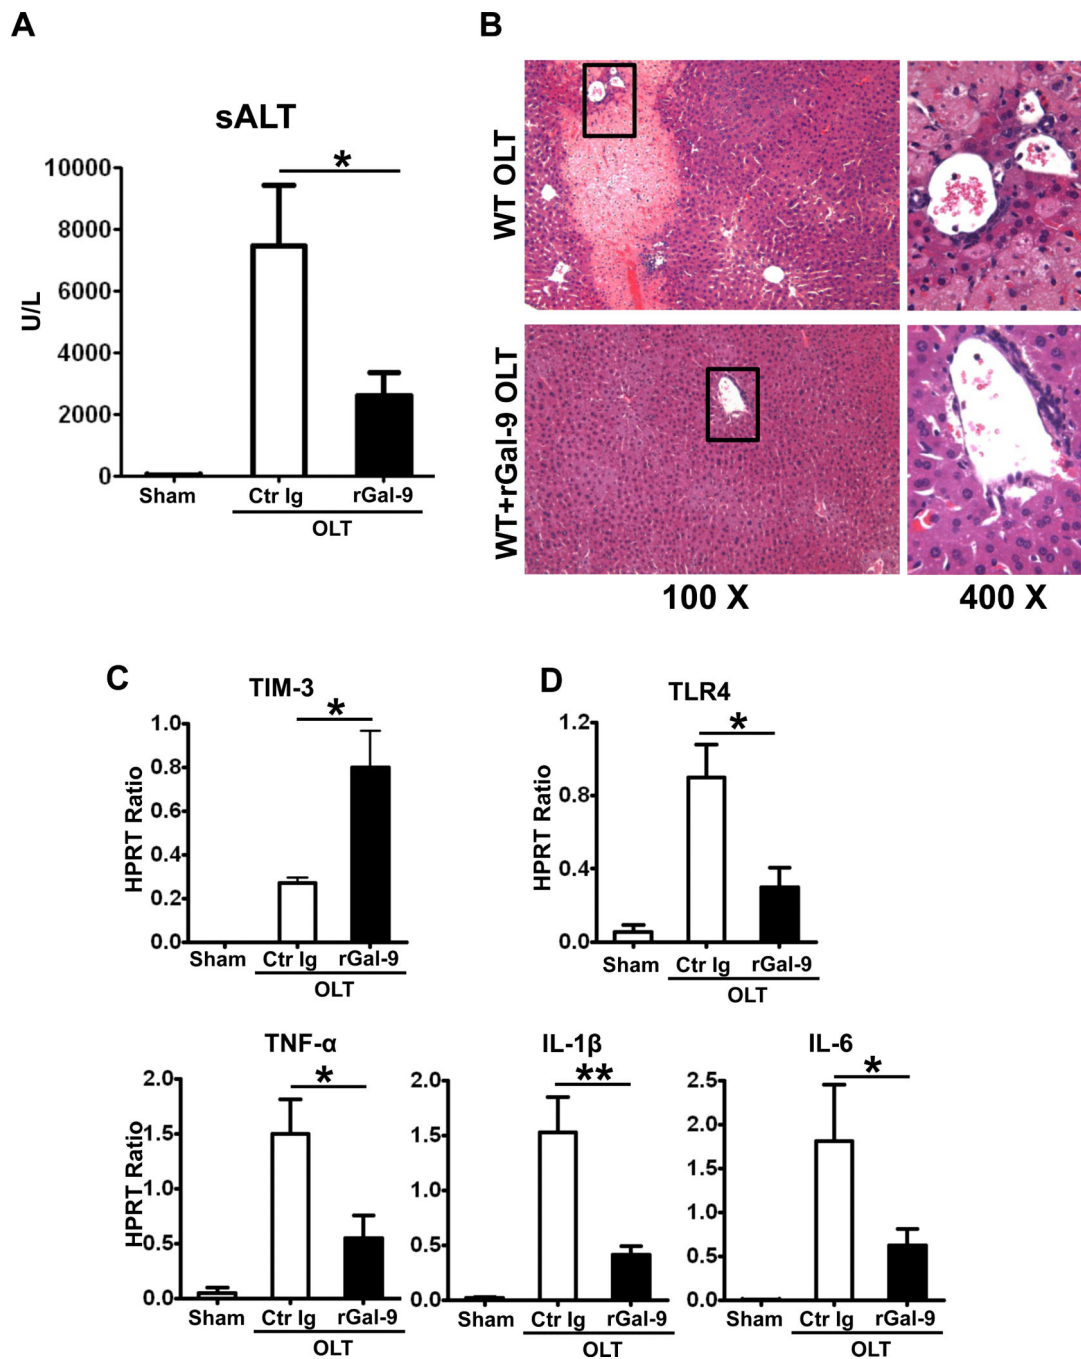 A
sALT
*
10000
8000
6000
4000
2000
0
U/L
Sham
Ctr Ig
rGal-9
OLT
B
WT OLT
WT+rGal-9 OLT
100 X
400 X
C
TIM-3
*
1.0
0.8
0.6
0.4
0.2
0.0
HPRT Ratio
Sham
Ctr Ig
rGal-9
OLT
D
TLR4
*
1.2
0.8
0.4
0.0
HPRT Ratio
Sham
Ctr Ig
rGal-9
OLT
TNF-α
*
2.0
1.5
1.0
0.5
0.0
HPRT Ratio
Sham
Ctr Ig
rGal-9
OLT
IL-1β
**
2.0
1.5
1.0
0.5
0.0
Sham
Ctr Ig
rGal-9
OLT
IL-6
*
2.5
2.0
1.5
1.0
0.5
0.0
Sham
Ctr Ig
rGal-9
OLT